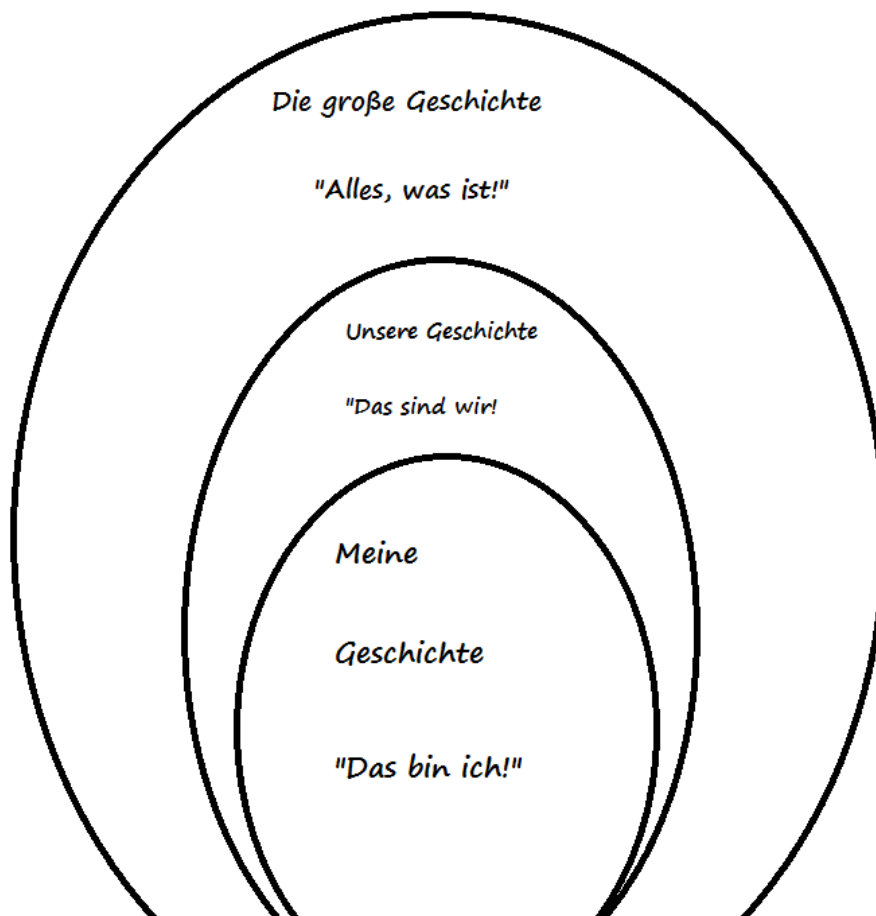 Die große Geschichte
"Alles, was ist!"
Unsere Geschichte
"Das sind wir!
Meine
Geschichte
"Das bin ich!"